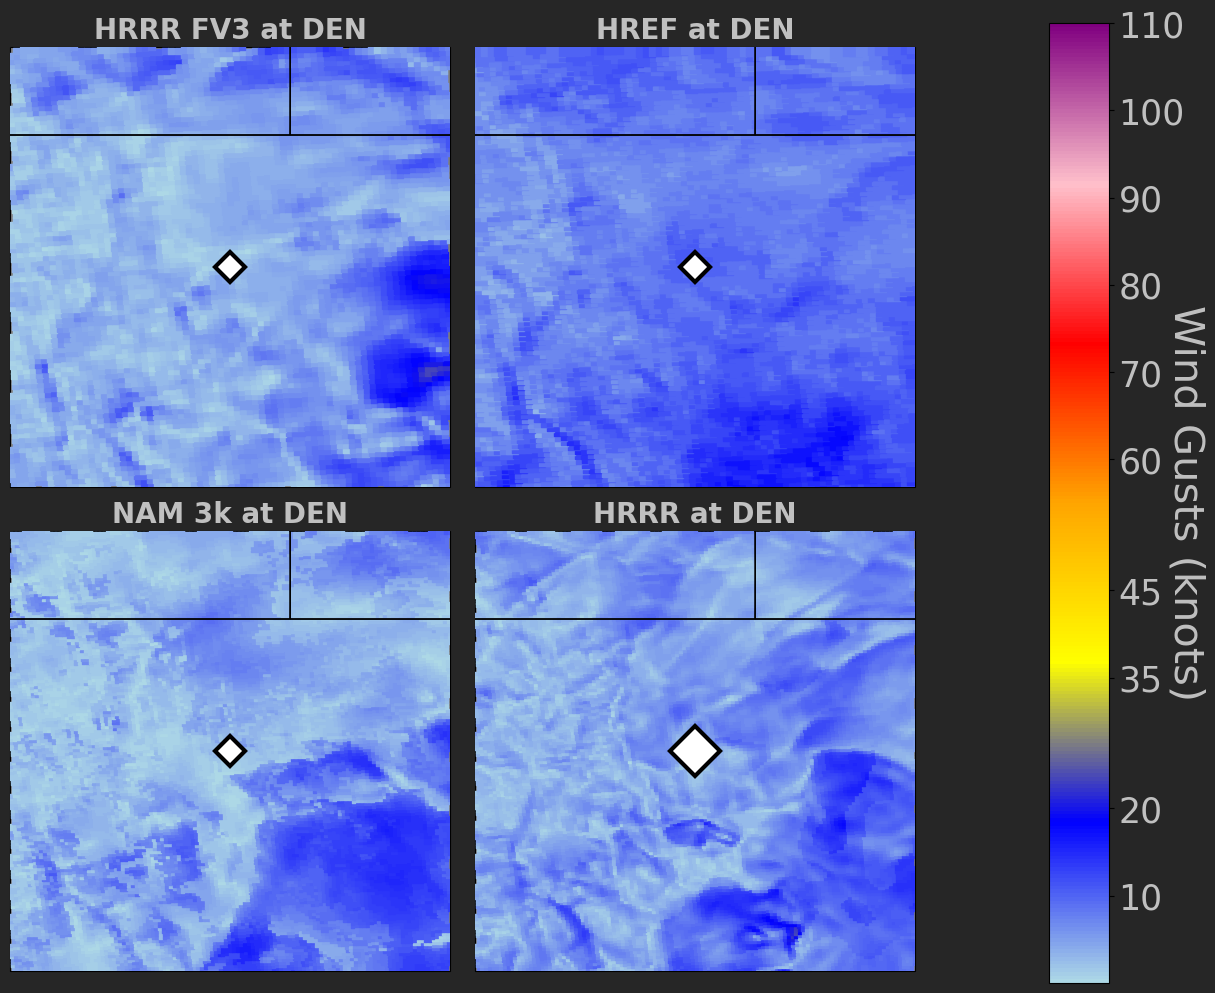 HRRR FV3 at DEN
HREF at DEN
NAM 3k at DEN
HRRR at DEN
110
100
90
80
70
60
45
35
20
10
Wind Gusts (knots)